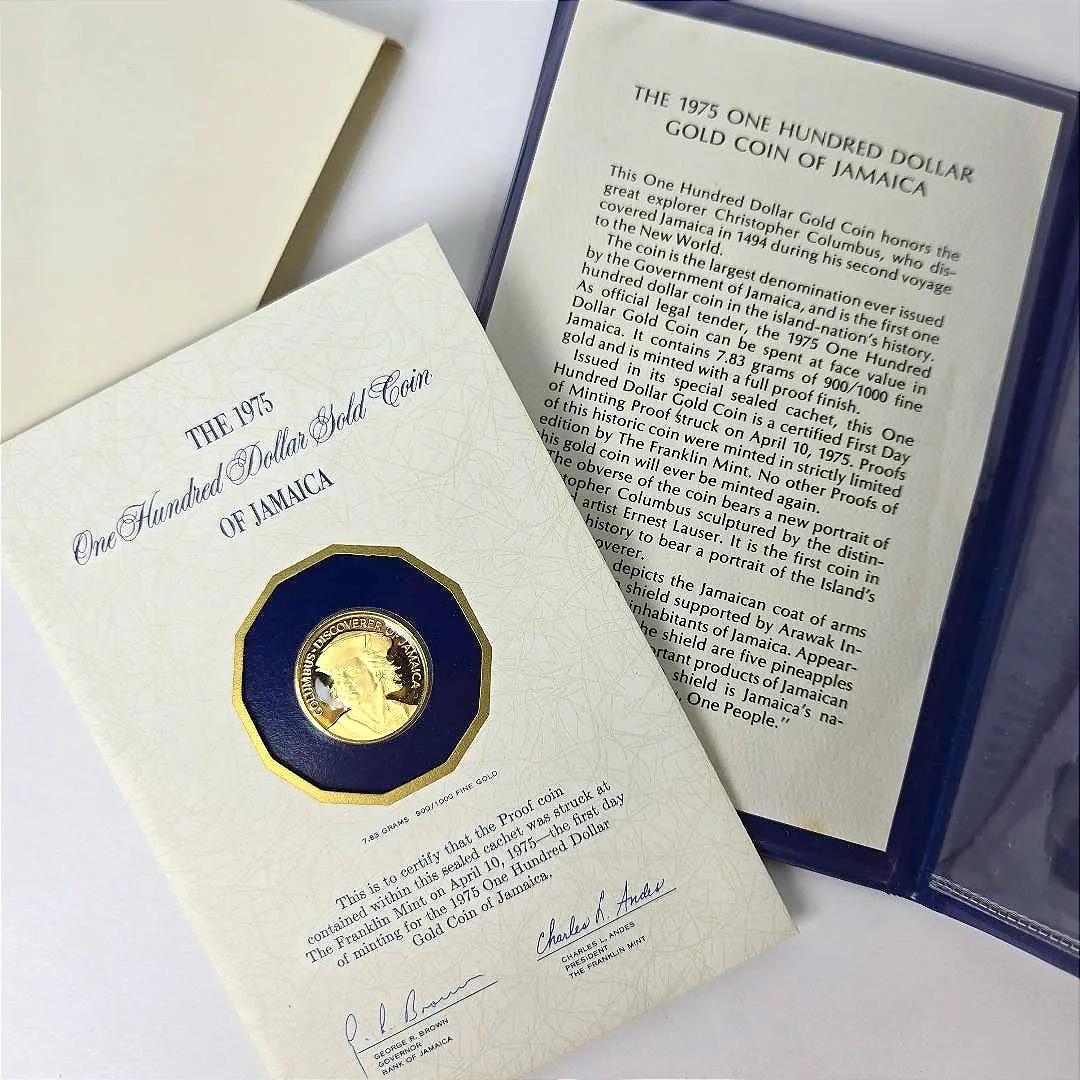 THE 1975
One Hundred Dollar Gold Coin
OF JAMAICA
COLUMBUS·DISCOVERER OF JAMAICA
7.83 GRAMS 900/1000 FINE GOLD
This is to certify that the Proof coin
contained within this sealed cachet was struck at
The Franklin Mint on April 10, 1975—the first day
of minting for the 1975 One Hundred Dollar
Gold Coin of Jamaica.
Charles L. Andes
CHARLES L. ANDES
PRESIDENT
THE FRANKLIN MINT
G. R. Brown
GEORGE R. BROWN
GOVERNOR
BANK OF JAMAICA
THE 1975 ONE HUNDRED DOLLAR
GOLD COIN OF JAMAICA
This One Hundred Dollar Gold Coin honors the
great explorer Christopher Columbus, who dis-
covered Jamaica in 1494 during his second voyage
to the New World.
The coin is the largest denomination ever issued
by the Government of Jamaica, and is the first one
hundred dollar coin in the island-nation's history.
As official legal tender, the 1975 One Hundred
Dollar Gold Coin can be spent at face value in
Jamaica. It contains 7.83 grams of 900/1000 fine
gold and is minted with a full proof finish.
Issued in its special sealed cachet, this One
Hundred Dollar Gold Coin is a certified First Day
of Minting Proof struck on April 10, 1975. Proofs
of this historic coin were minted in strictly limited
edition by The Franklin Mint. No other Proofs of
his gold coin will ever be minted again.
The obverse of the coin bears a new portrait of
topher Columbus sculptured by the distin-
artist Ernest Lauser. It is the first coin in
history to bear a portrait of the Island's
overer.
depicts the Jamaican coat of arms
shield supported by Arawak In-
inhabitants of Jamaica. Appear-
he shield are five pineapples
rtant products of Jamaican
shield is Jamaica's na-
One People."